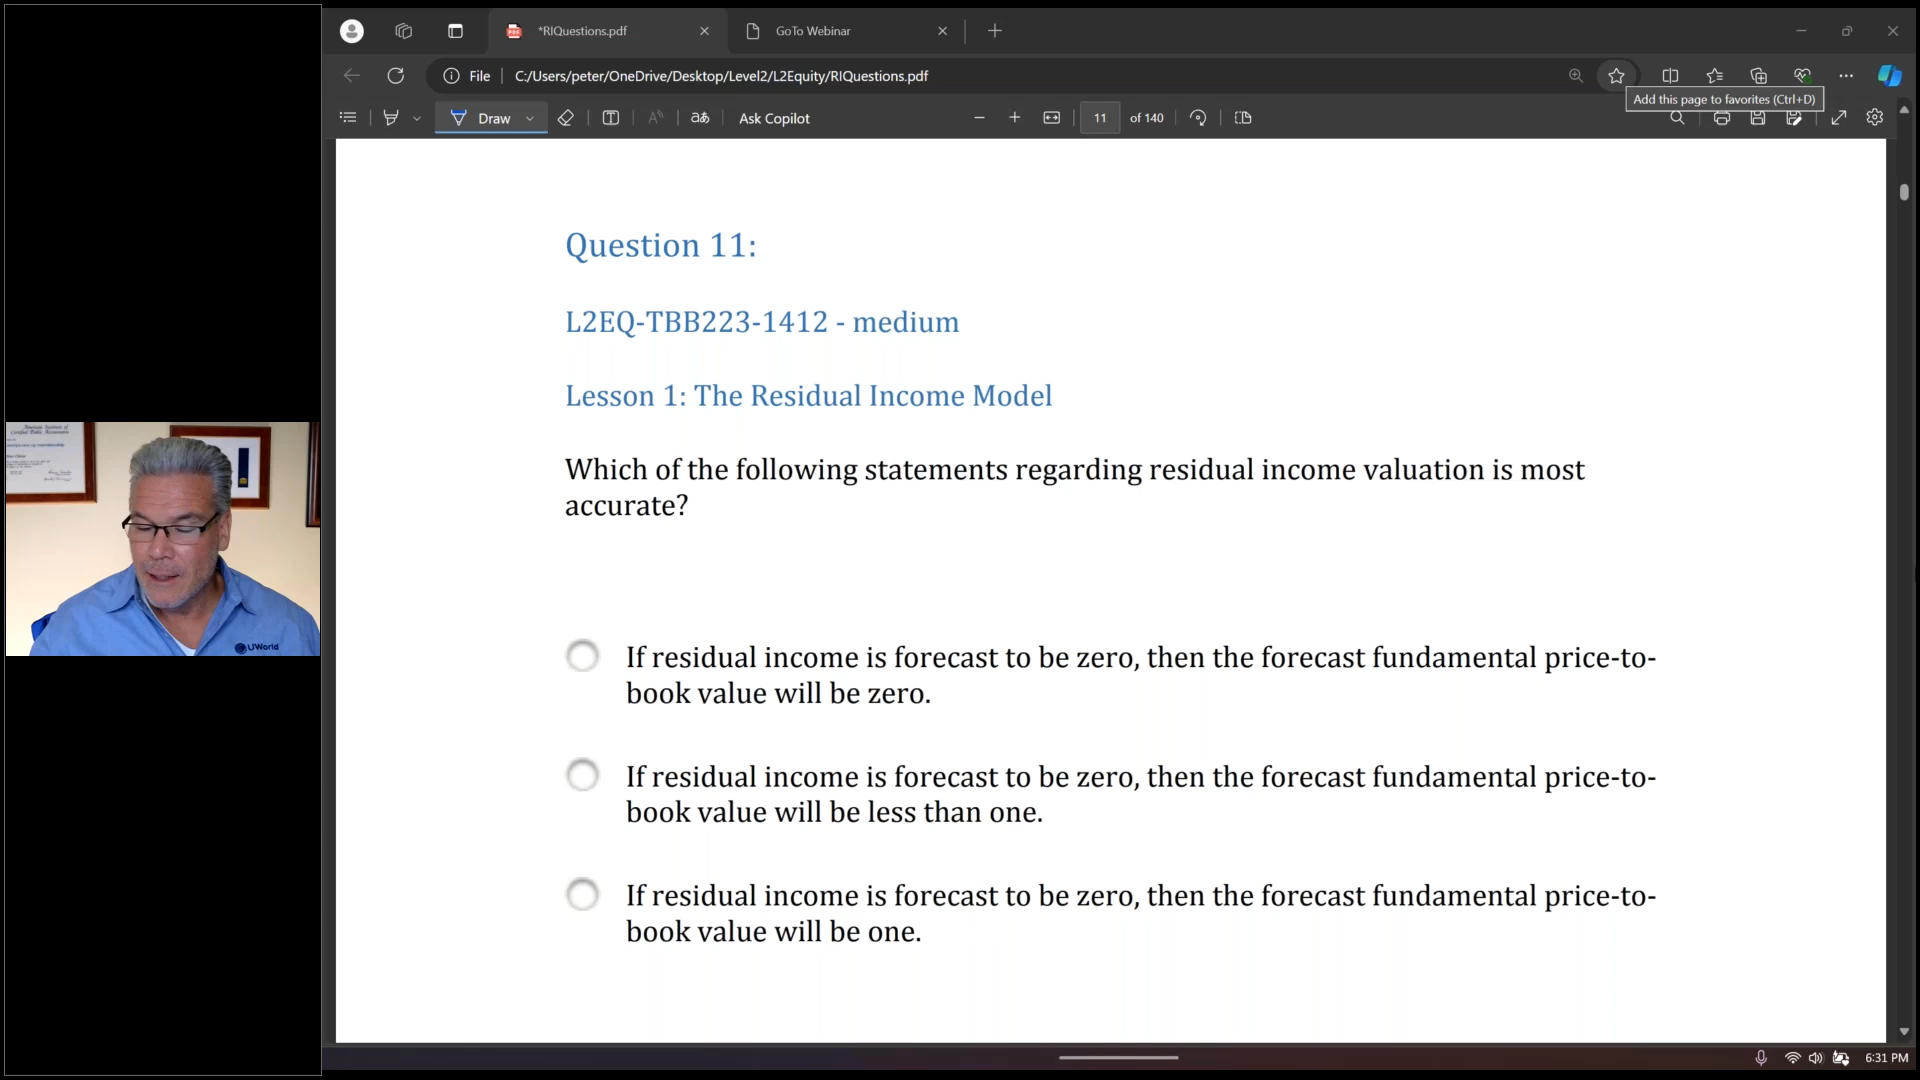 *RIQuestions.pdf
GoTo Webinar
File
C:/Users/peter/OneDrive/Desktop/Level2/L2Equity/RIQuestions.pdf
Add this page to favorites (Ctrl+D)
Draw
Ask Copilot
11
of 140
Question 11:
L2EQ-TBB223-1412 - medium
Lesson 1: The Residual Income Model
Which of the following statements regarding residual income valuation is most
accurate?
If residual income is forecast to be zero, then the forecast fundamental price-to-
book value will be zero.
If residual income is forecast to be zero, then the forecast fundamental price-to-
book value will be less than one.
If residual income is forecast to be zero, then the forecast fundamental price-to-
book value will be one.
UWorld
6:31 PM